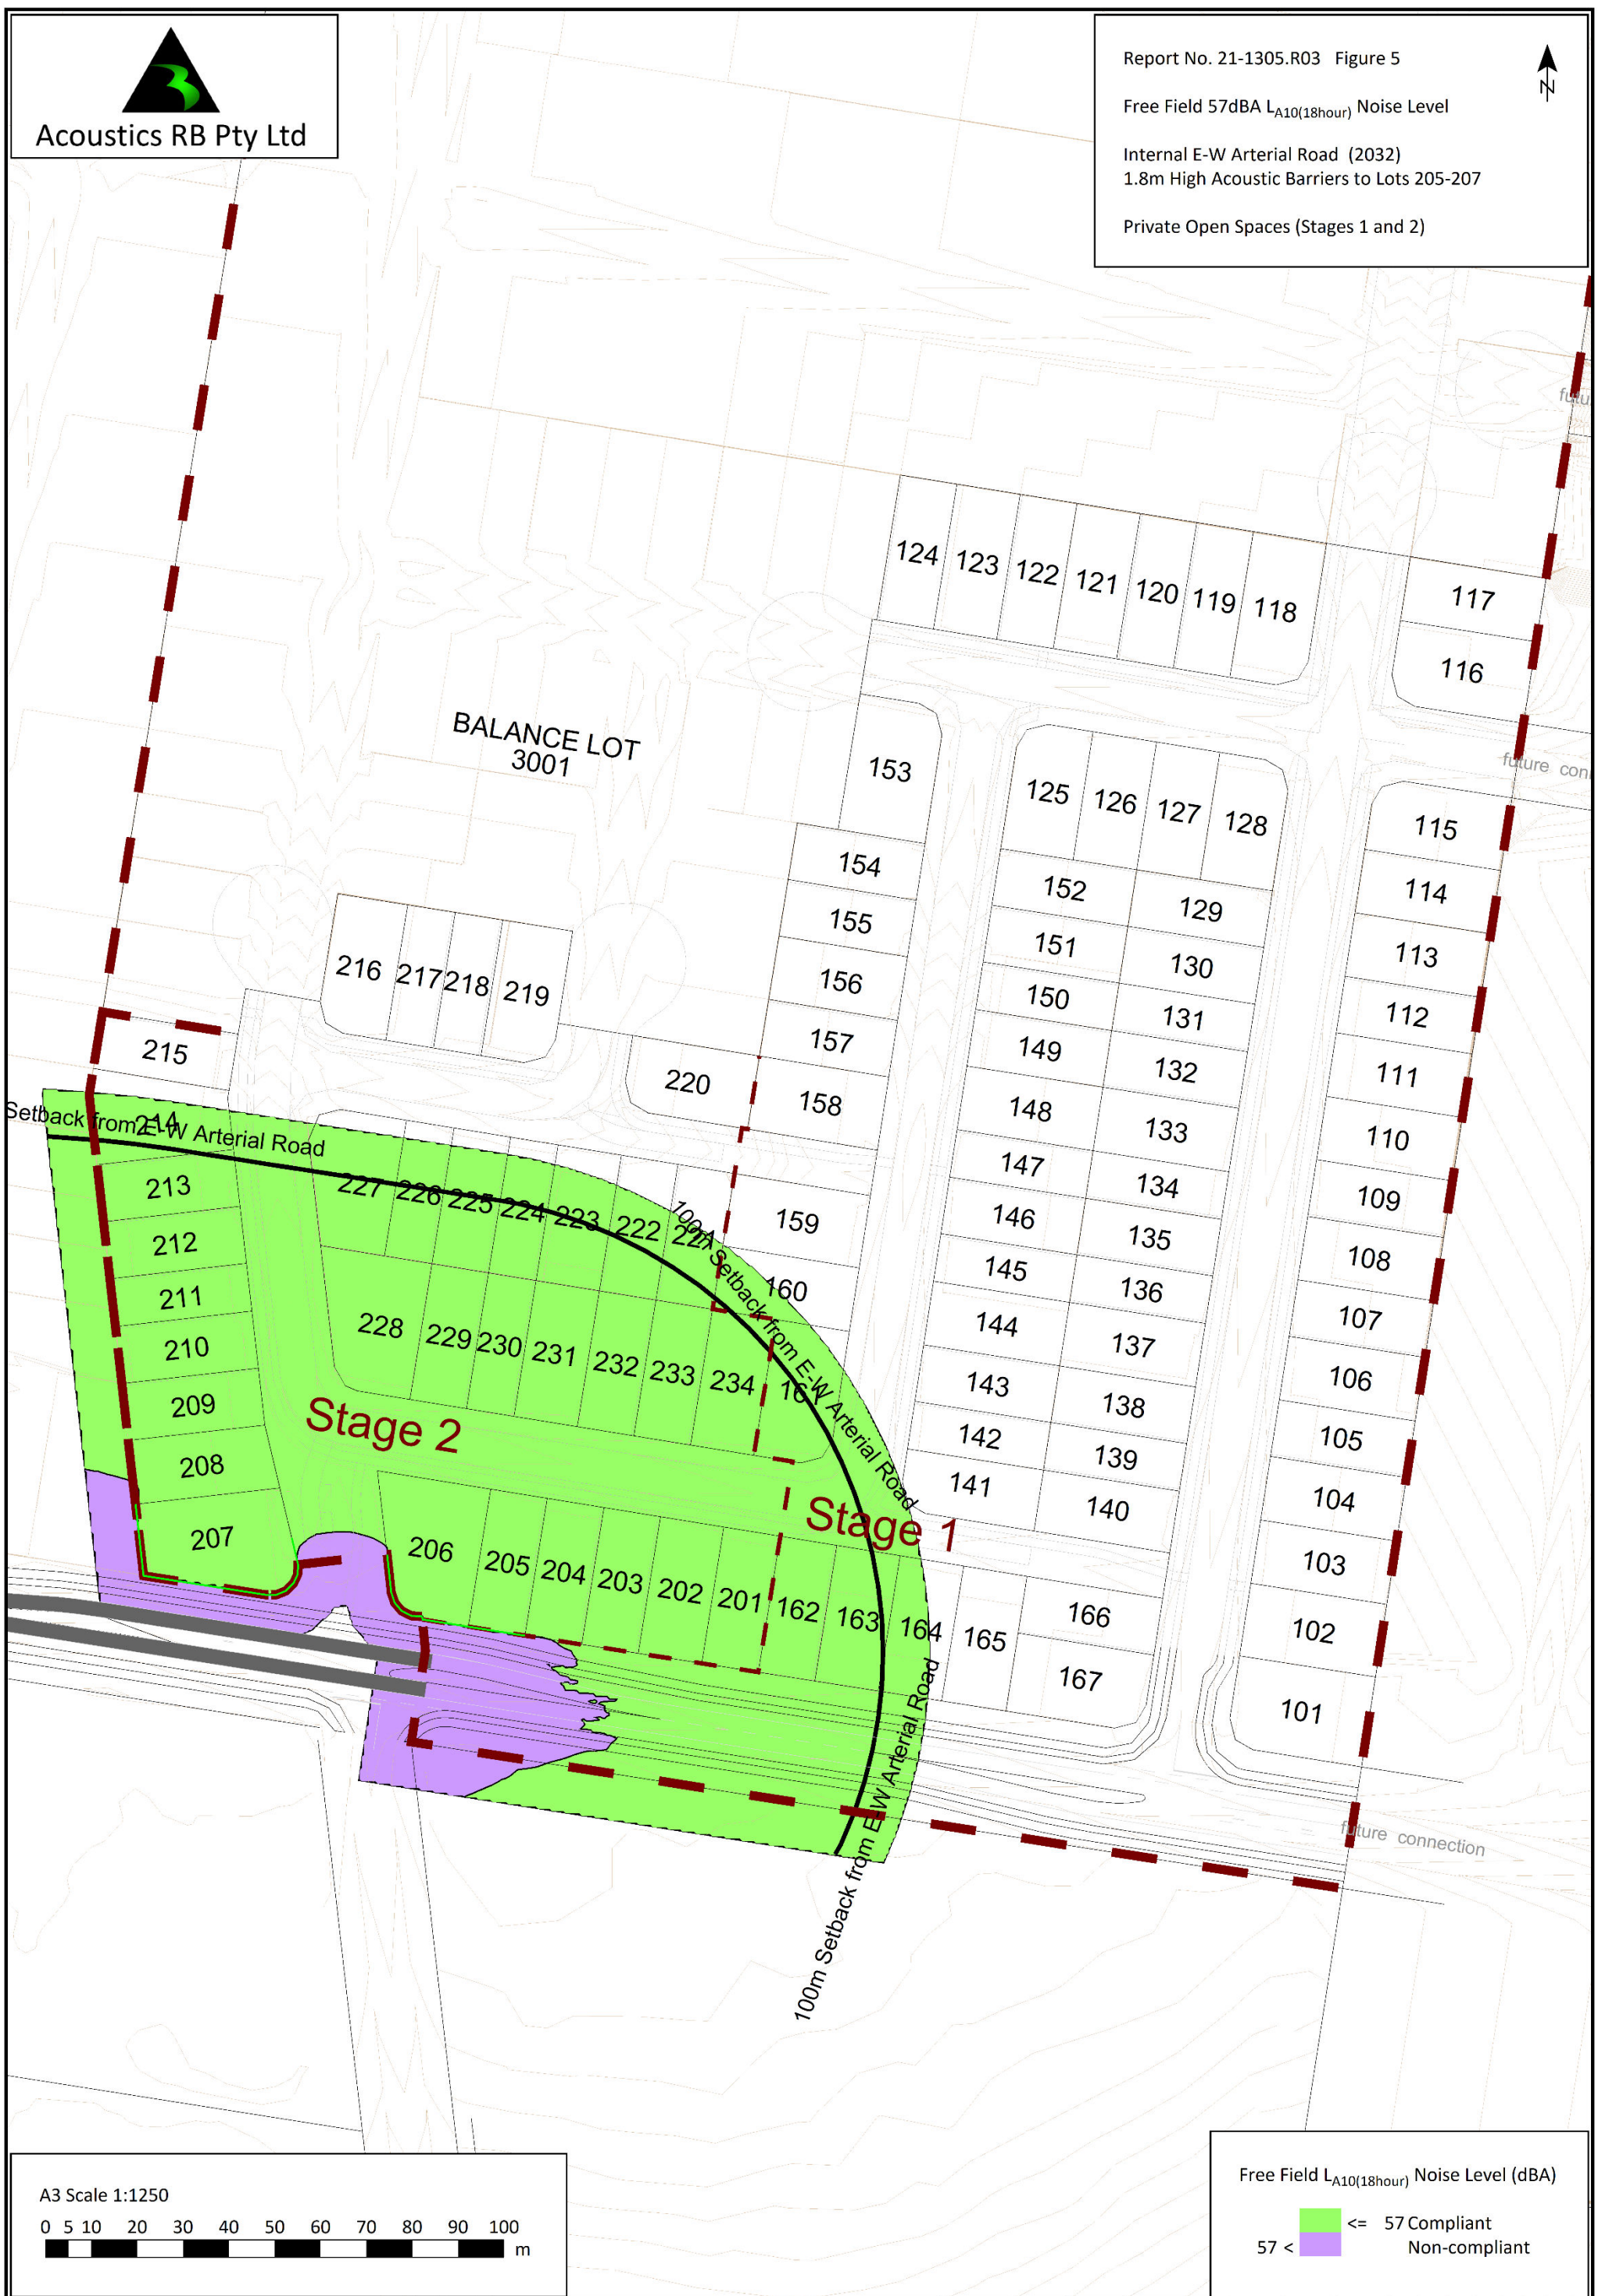 Acoustics RB Pty Ltd
Report No. 21-1305.R03 Figure 5
N
Free Field 57dBA LA10(18hour) Noise Level
Internal E-W Arterial Road (2032)
1.8m High Acoustic Barriers to Lots 205-207
Private Open Spaces (Stages 1 and 2)
124 123 122 121 120 119 118
117
116
BALANCE LOT
3001
future connection
153
125 126 127 128
115
154
152
129
114
155
151
130
113
216 217 218 219
156
150
131
112
215
157
149
132
111
220
158
148
133
110
Setback from E-W Arterial Road
214
213
227 226 225 224 223 222
159
147
134
109
212
160
146
135
108
211
145
136
107
228 229 230 231 232 233 234
210
144
137
106
209
143
138
105
208
142
139
104
Stage 2
141
140
103
207
206 205 204 203 202 201 162 163 164 165
Stage 1
166
167
102
101
100m Setback from E-W Arterial Road
100m Setback from E-W Arterial Road
A3 Scale 1:1250
0 5 10 20 30 40 50 60 70 80 90 100
m
Free Field LA10(18hour) Noise Level (dBA)
<= 57 Compliant
57 < Non-compliant